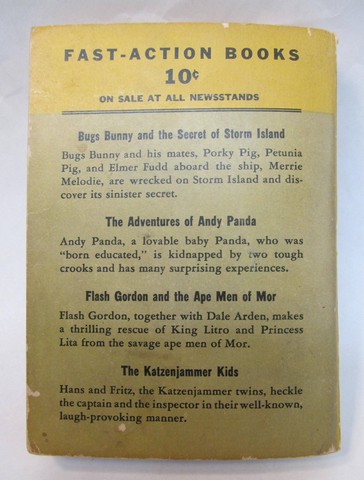 FAST-ACTION BOOKS
10¢
ON SALE AT ALL NEWSSTANDS
Bugs Bunny and the Secret of Storm Island
Bugs Bunny and his mates, Porky Pig, Petunia
Pig, and Elmer Fudd aboard the ship, Merrie
Melodie, are wrecked on Storm Island and dis-
cover its sinister secret.
The Adventures of Andy Panda
Andy Panda, a lovable baby Panda, who was
"born educated," is kidnapped by two tough
crooks and has many surprising experiences.
Flash Gordon and the Ape Men of Mor
Flash Gordon, together with Dale Arden, makes
a thrilling rescue of King Litro and Princess
Lita from the savage ape men of Mor.
The Katzenjammer Kids
Hans and Fritz, the Katzenjammer twins, heckle
the captain and the inspector in their well-known,
laugh-provoking manner.